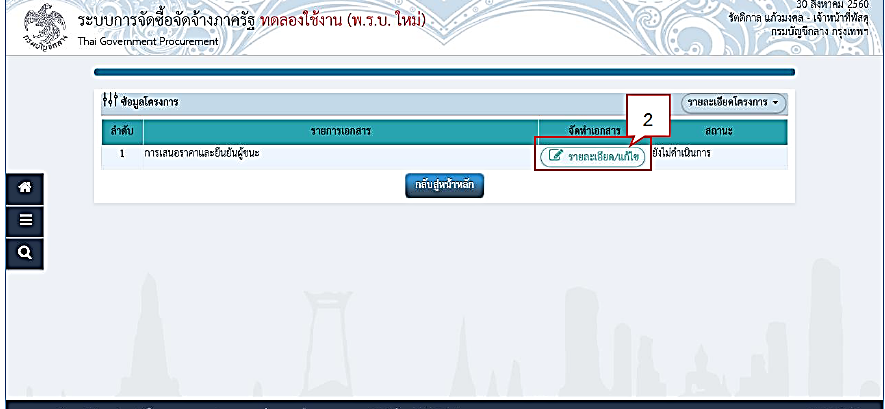 30 สิงหาคม 2560
ระบบการจัดซื้อจัดจ้างภาครัฐ ทดลองใช้งาน (พ.ร.บ. ใหม่)
รัตติกาล แก้วมงคล - เจ้าหน้าที่พัสดุ
Thai Government Procurement
กรมบัญชีกลาง กรุงเทพฯ
ข้อมูลโครงการ
รายละเอียดโครงการ
2
ลำดับ รายการเอกสาร จัดทำเอกสาร สถานะ
1 การเสนอราคาและยืนยันผู้ชนะ รายละเอียด/แก้ไข ยังไม่ดำเนินการ
กลับสู่หน้าหลัก